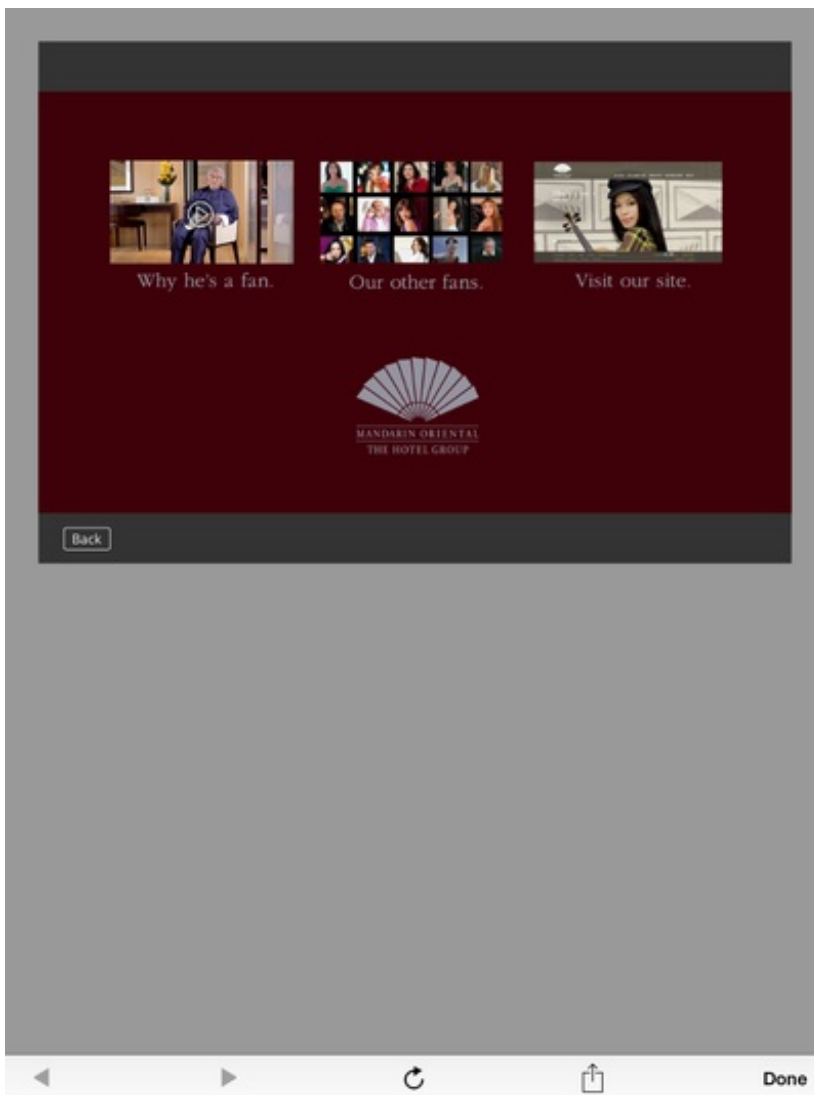 Why he's a fan.
Our other fans.
Visit our site.
MANDARIN ORIENTAL
THE HOTEL GROUP
Back
Done